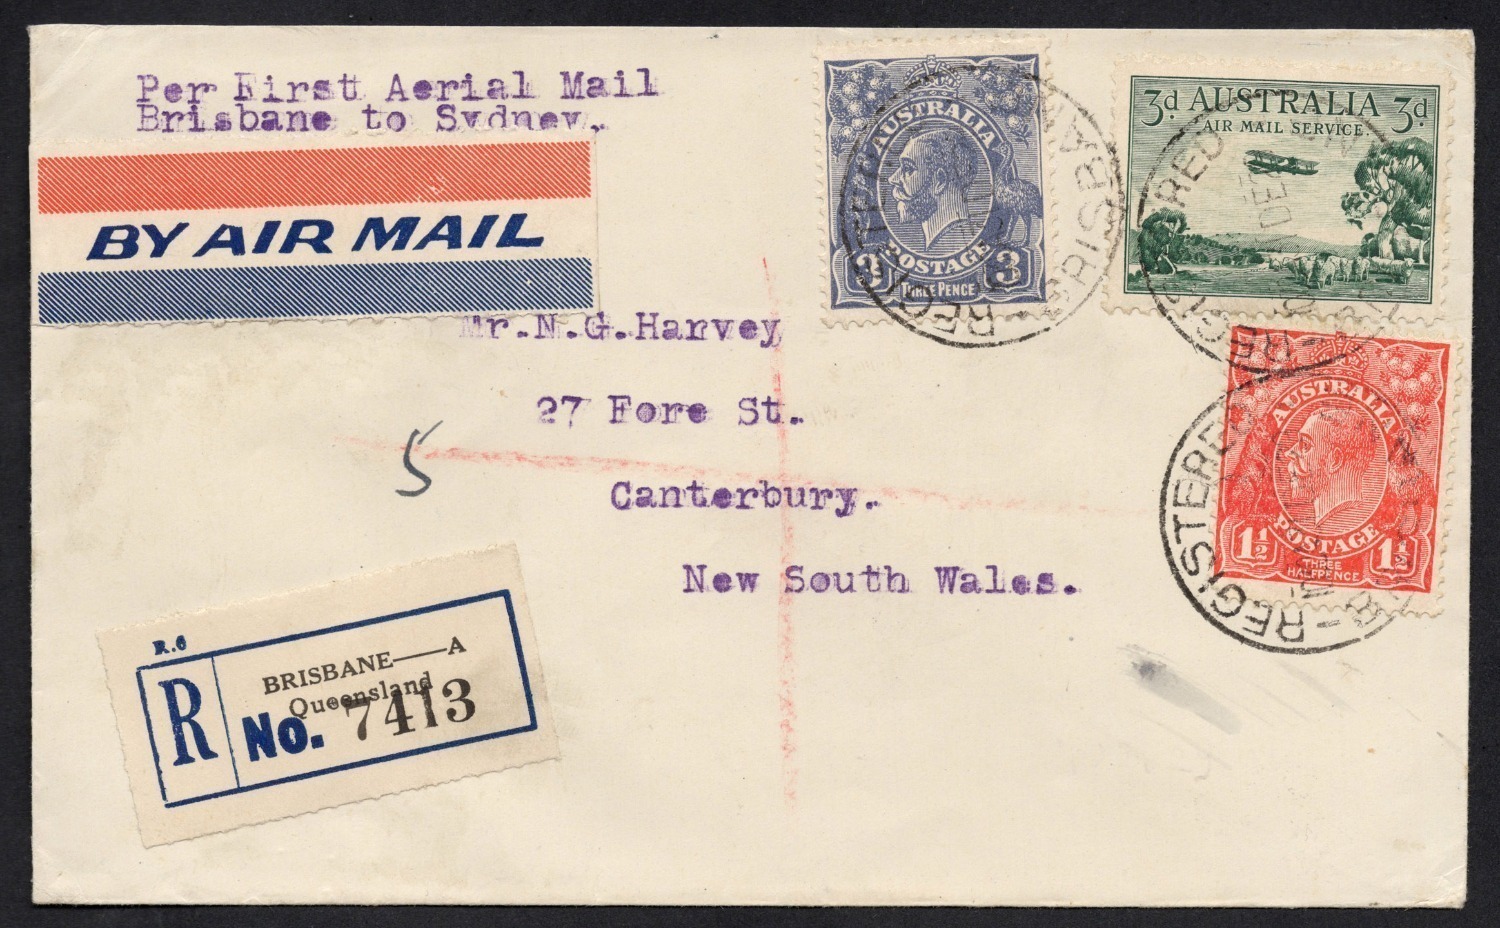 Per First Aerial Mail
Brisbane to Sydney.
BY AIR MAIL
AUSTRALIA
POSTAGE
3 3
THREE PENCE
3d AUSTRALIA 3d
AIR MAIL SERVICE.
AUSTRALIA
POSTAGE
1½ 1½
THREE
HALFPENCE
REGISTERED
BRISBANE
REGISTERED
REGISTERED
Mr.N.G.Harvey
27 Fore St.
Canterbury.
New South Wales.
5
R.6
R
BRISBANE—A
Queensland
No. 7413